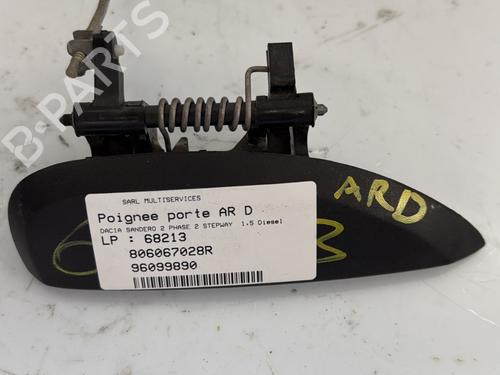 B-PARTS
ARD
SARL MULTISERVICES
Poignee porte AR D
DACIA SANDERO 2 PHASE 2 STEPWAY 1.5 Diesel
LP : 68213
806067028R
96099890